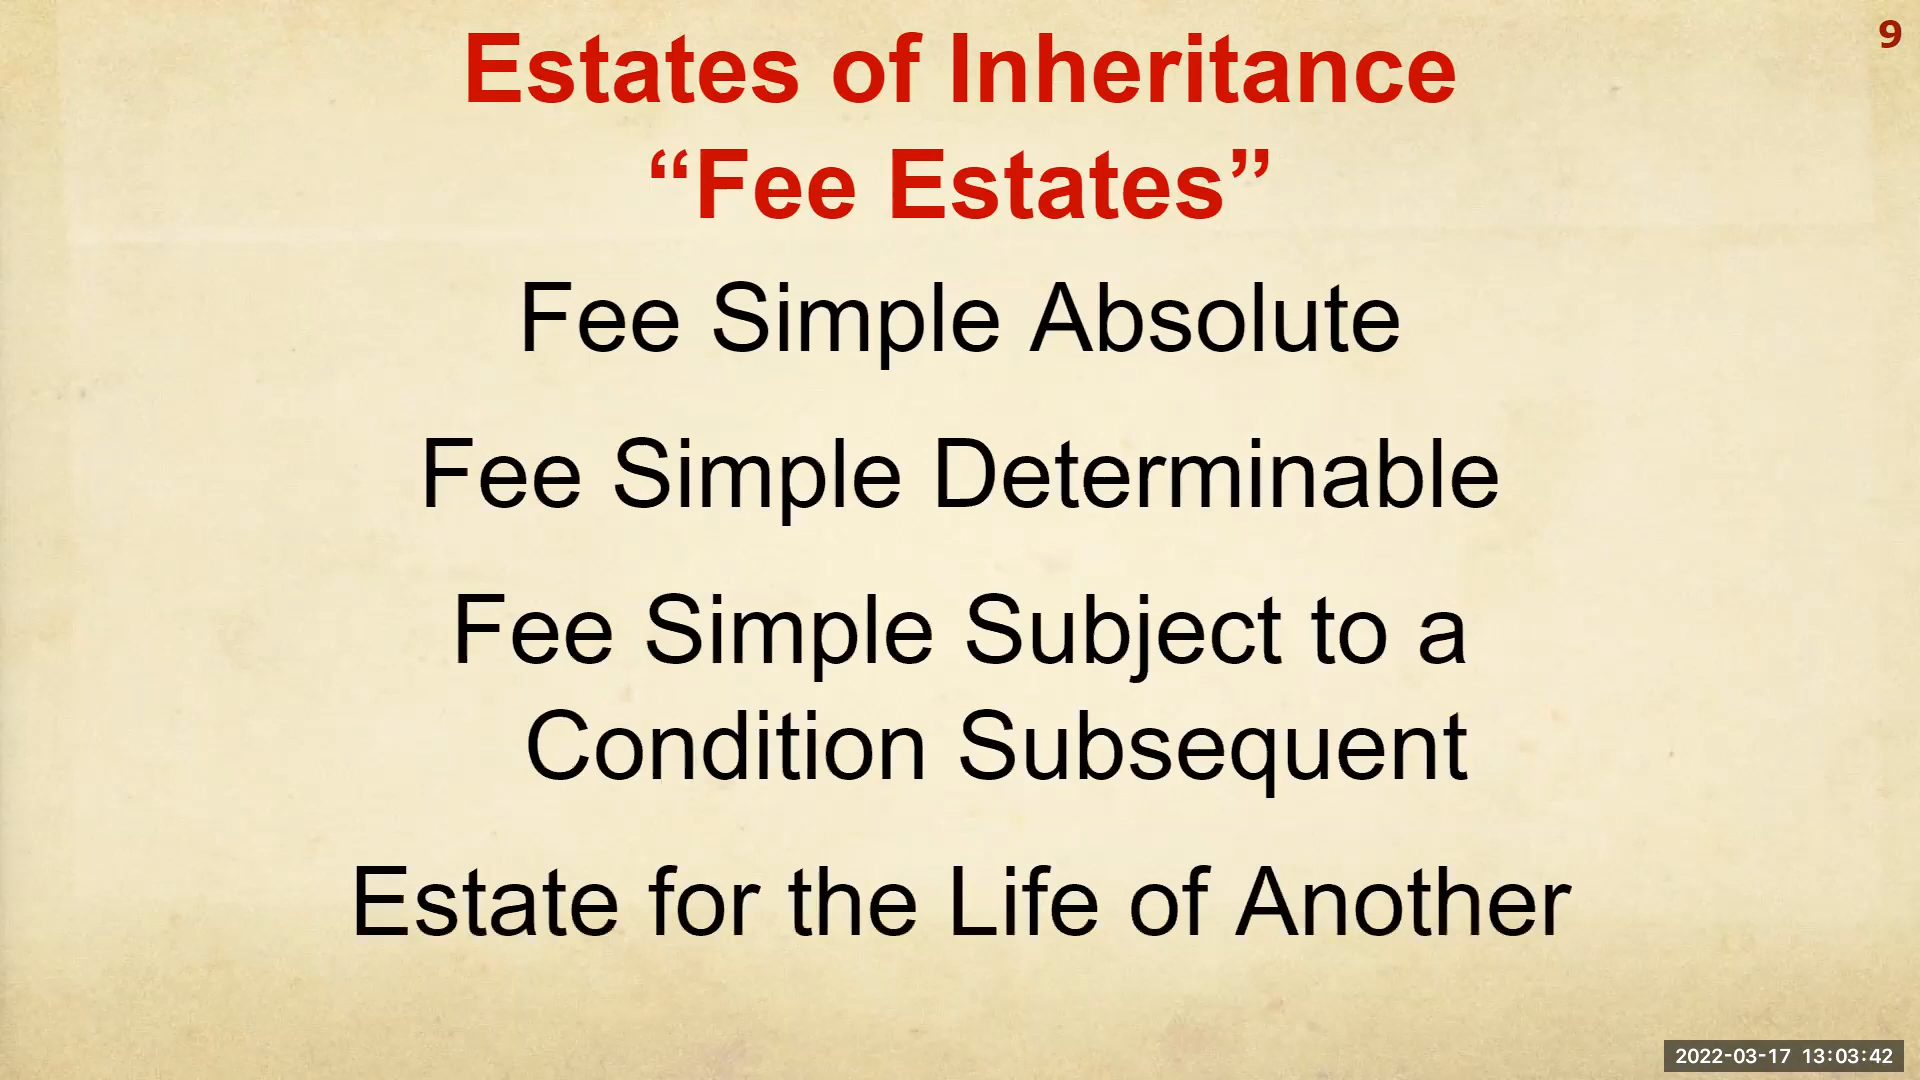 9
Estates of Inheritance
“Fee Estates”
Fee Simple Absolute
Fee Simple Determinable
Fee Simple Subject to a
Condition Subsequent
Estate for the Life of Another
2022-03-17 13:03:42